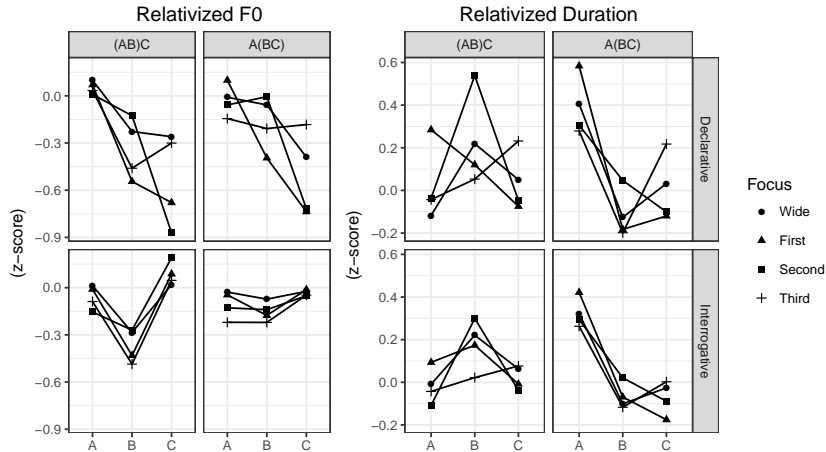 Relativized F0
Relativized Duration
(AB)C
A(BC)
(AB)C
A(BC)
0.0
−0.3
−0.6
−0.9
0.6
0.4
0.2
0.0
−0.2
Declarative
(z−score)
(z−score)
0.0
−0.3
−0.6
−0.9
0.6
0.4
0.2
0.0
−0.2
Interrogative
A B C A B C
A B C A B C
Focus
Wide
First
Second
Third